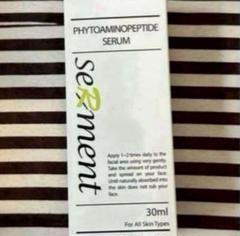 PHYTOAMINOPEPTIDE
SERUM
seRment
Apply 1~2 times daily to the
facial area using very gently.
Take the amount of product
and spread on your face.
Until naturally absorbed into
the skin does not rub your
face.
30ml
For All Skin Types